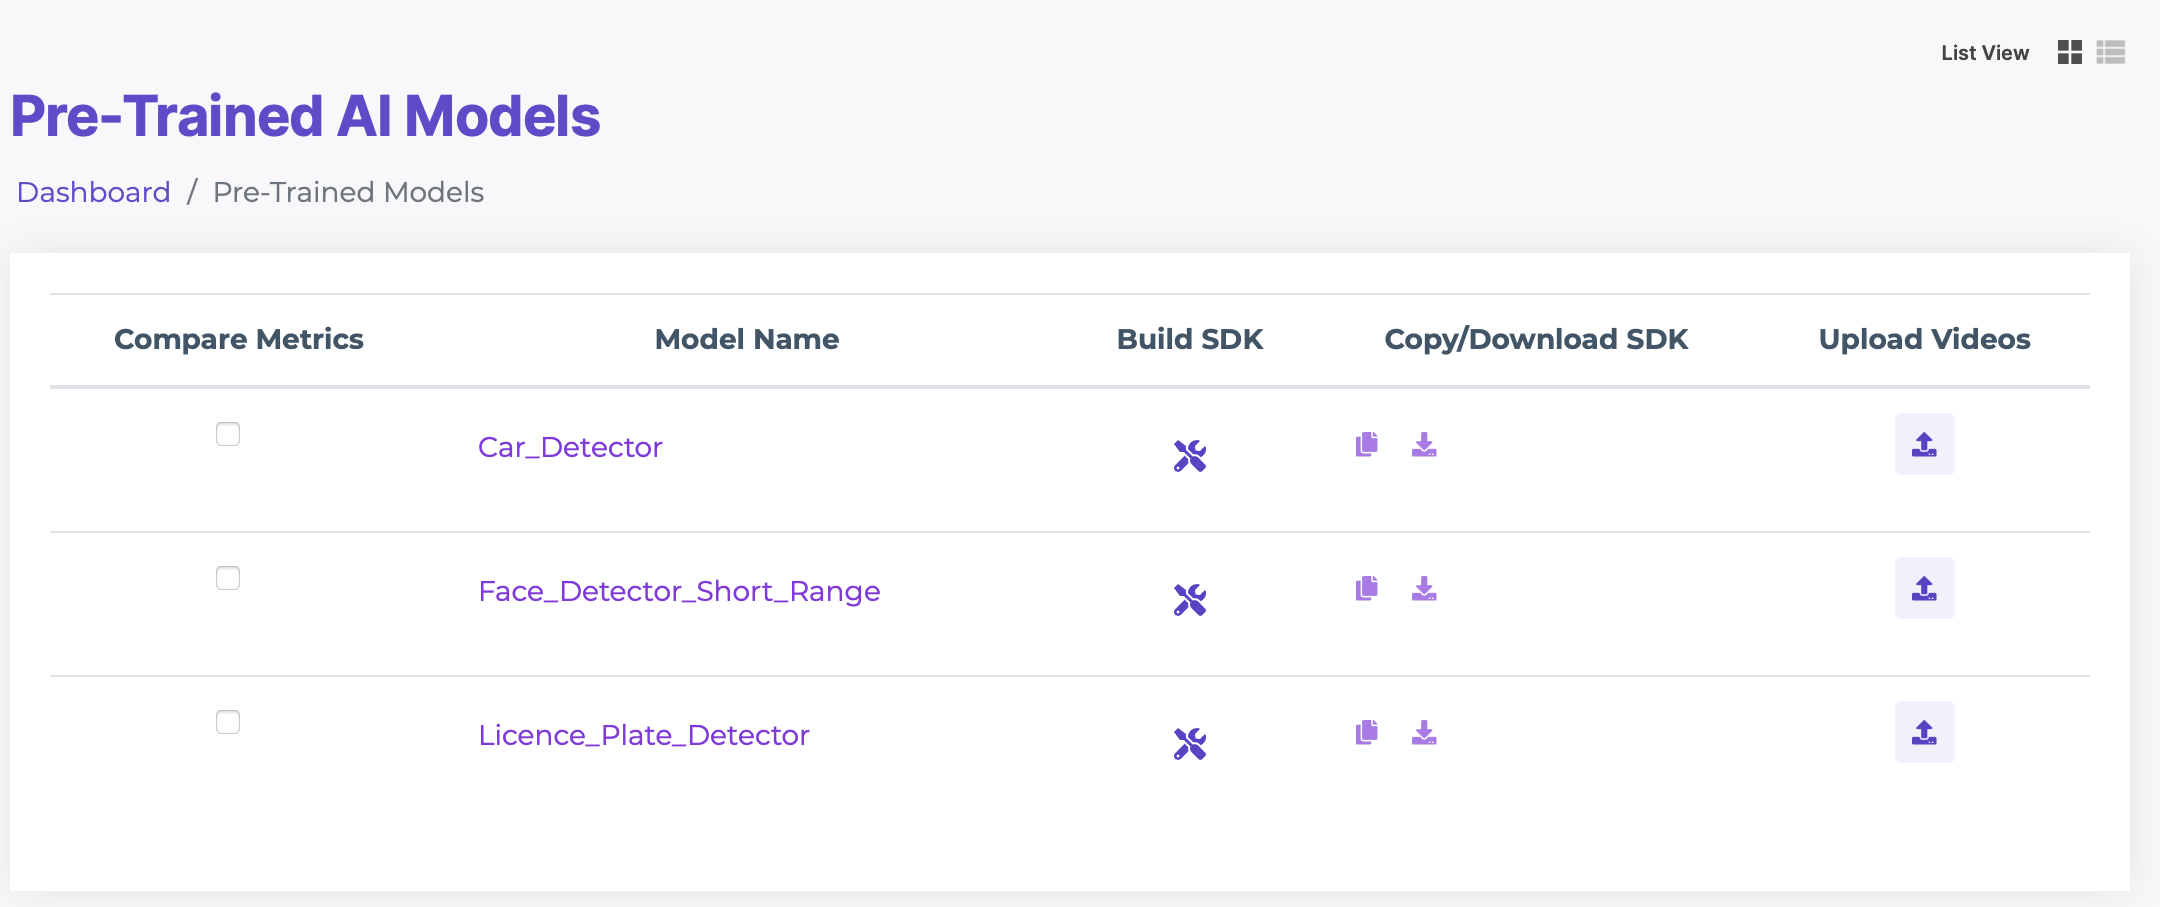 List View
Pre-Trained AI Models
Dashboard / Pre-Trained Models
Compare Metrics Model Name Build SDK Copy/Download SDK Upload Videos
Car_Detector
Face_Detector_Short_Range
Licence_Plate_Detector